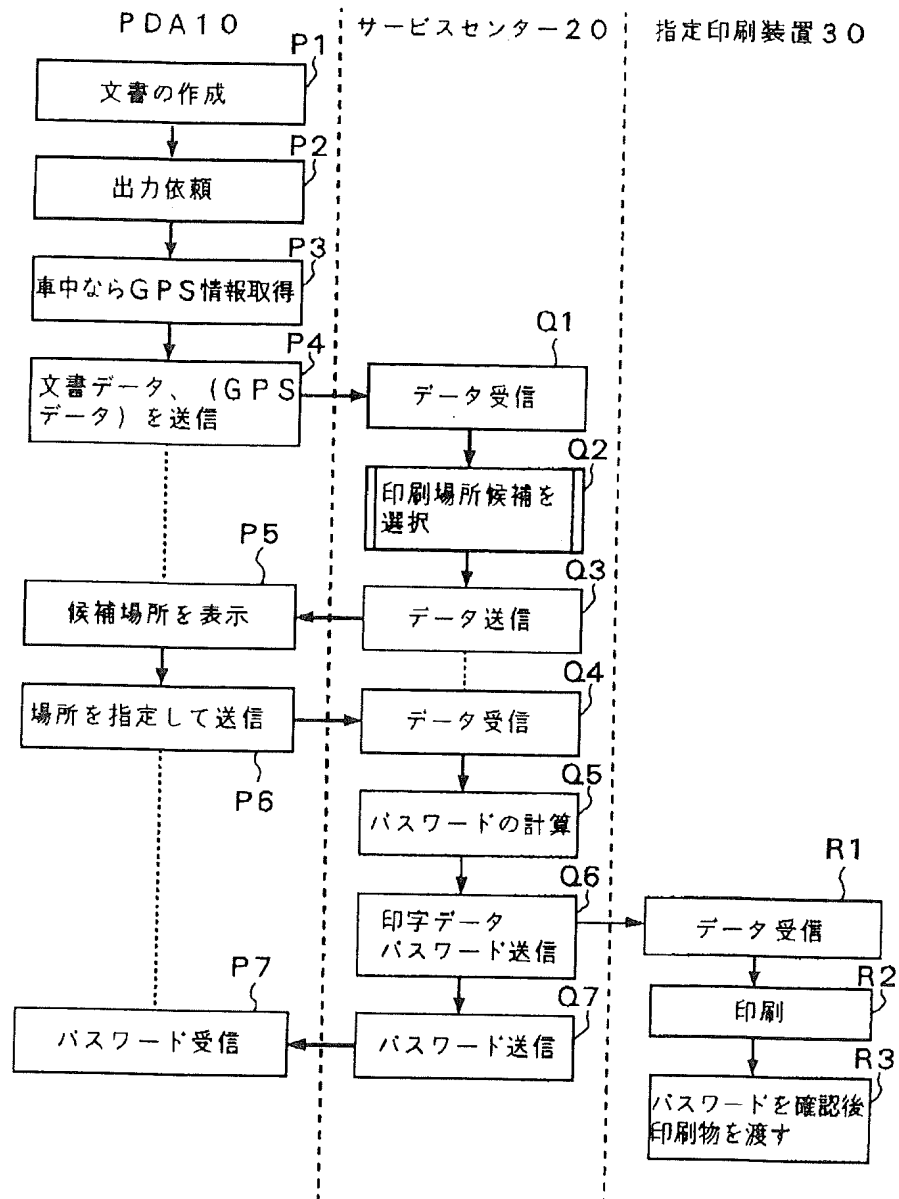 PDA10
サービスセンター20
指定印刷装置30
P1
文書の作成
P2
出力依頼
P3
車中ならGPS情報取得
P4
文書データ、(GPS
データ)を送信
Q1
データ受信
Q2
印刷場所候補を
選択
Q3
データ送信
P5
候補場所を表示
場所を指定して送信
P6
Q4
データ受信
Q5
パスワードの計算
Q6
印字データ
パスワード送信
R1
データ受信
R2
印刷
Q7
パスワード送信
P7
パスワード受信
R3
パスワードを確認後
印刷物を渡す